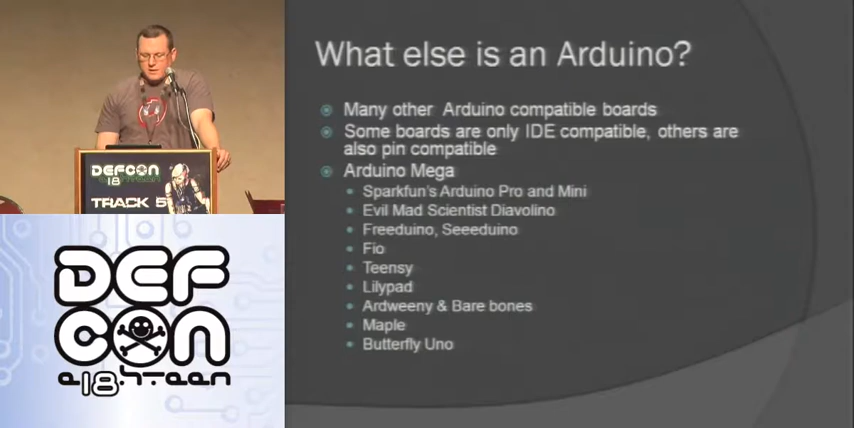 What else is an Arduino?
Many other Arduino compatible boards
Some boards are only IDE compatible, others are
also pin compatible
Arduino Mega
Sparkfun's Arduino Pro and Mini
Evil Mad Scientist Diavolino
Freeduino, Seeeduino
Fio
Teensy
Lilypad
Ardweeny & Bare bones
Maple
Butterfly Uno
DEFCON
18
TRACK 5
DEF
CON
e18hteen